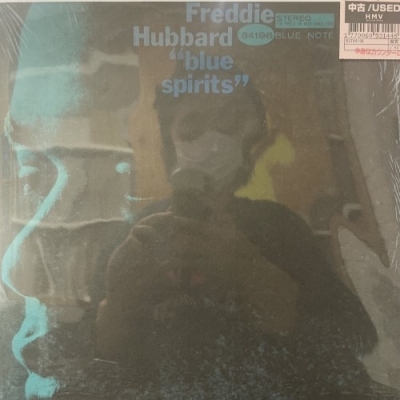 Freddie
Hubbard
"blue
spirits"
STEREO
84196 BLUE NOTE
中古/USED
HMV